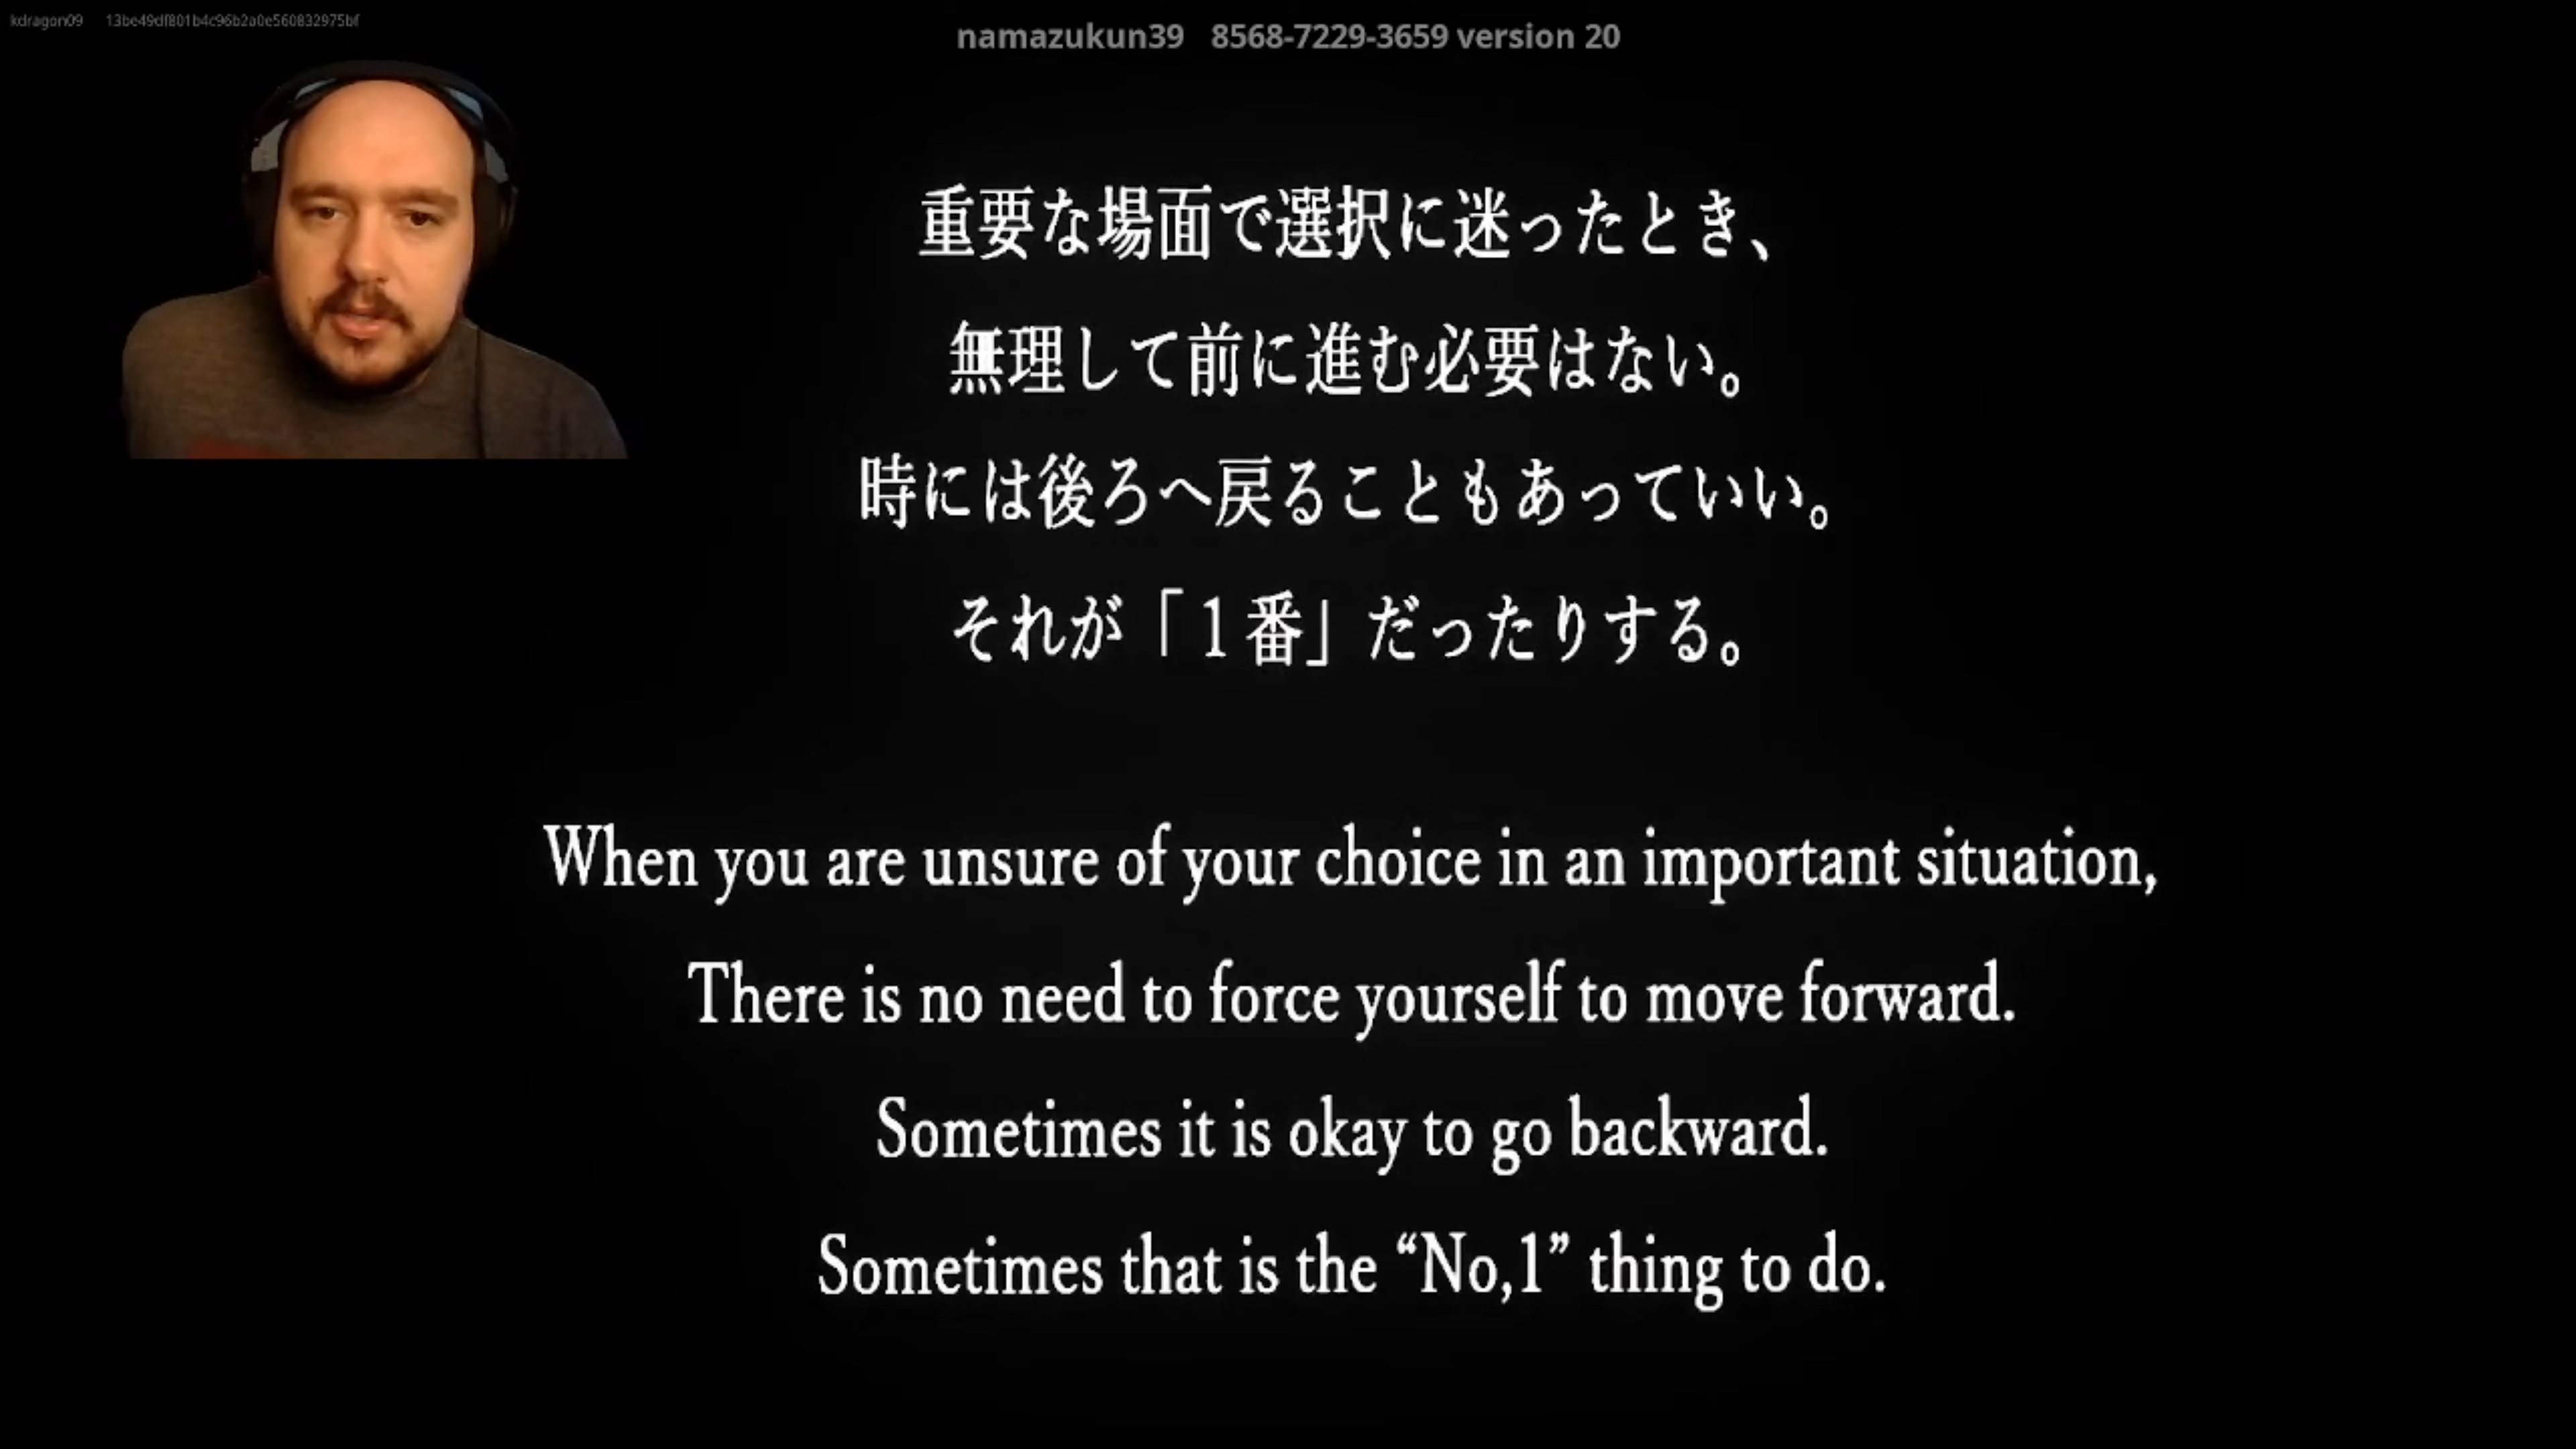 kdragon09 13be49df801b4c96b2a0e560832975bf
namazukun39 8568-7229-3659 version 20
重要な場面で選択に迷ったとき、
無理して前に進む必要はない。
時には後ろへ戻ることもあっていい。
それが「1番」だったりする。
When you are unsure of your choice in an important situation,
There is no need to force yourself to move forward.
Sometimes it is okay to go backward.
Sometimes that is the “No,1” thing to do.